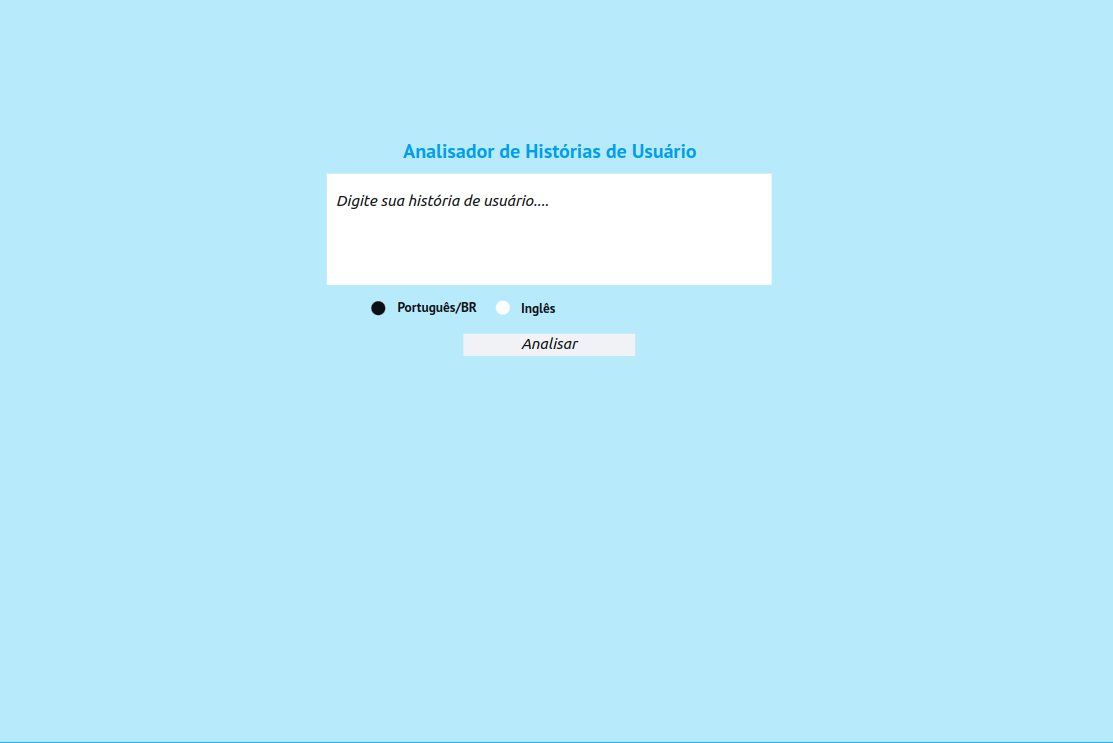 Analisador de Histórias de Usuário
Digite sua história de usuário....
Português/BR Inglês
Analisar